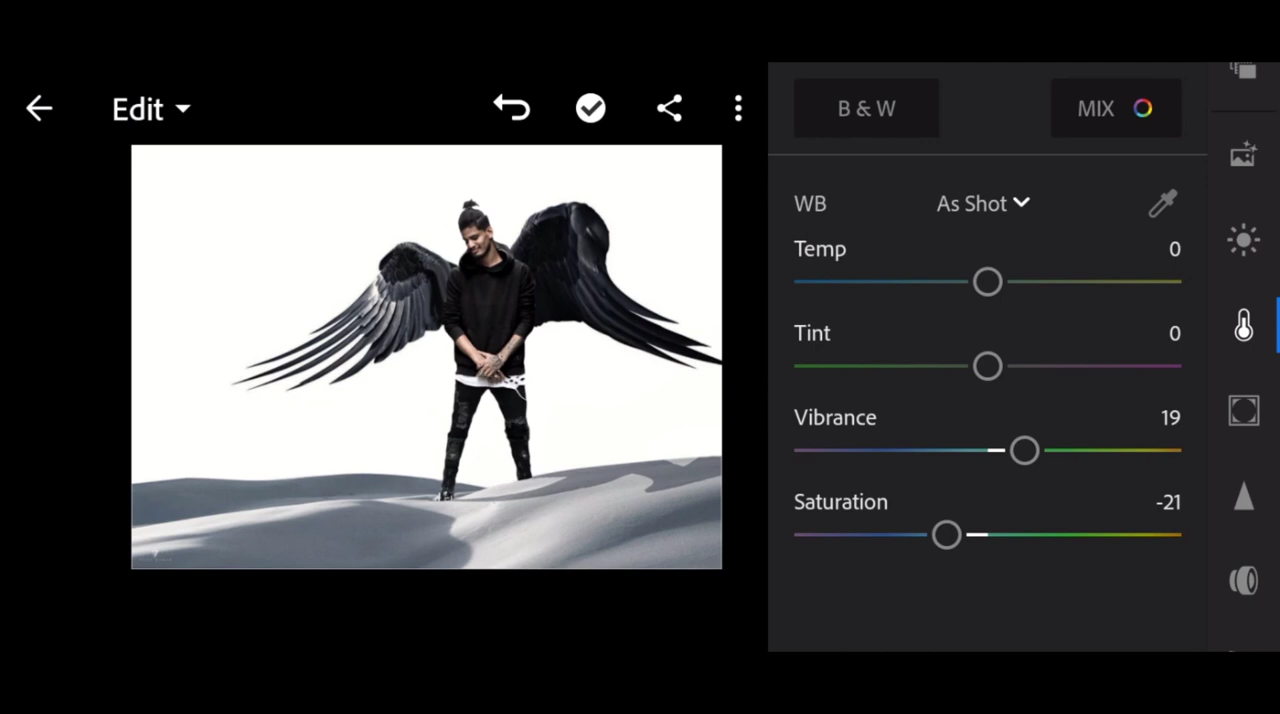 Edit
B & W
MIX
WB
As Shot
Temp
0
Tint
0
Vibrance
19
Saturation
-21